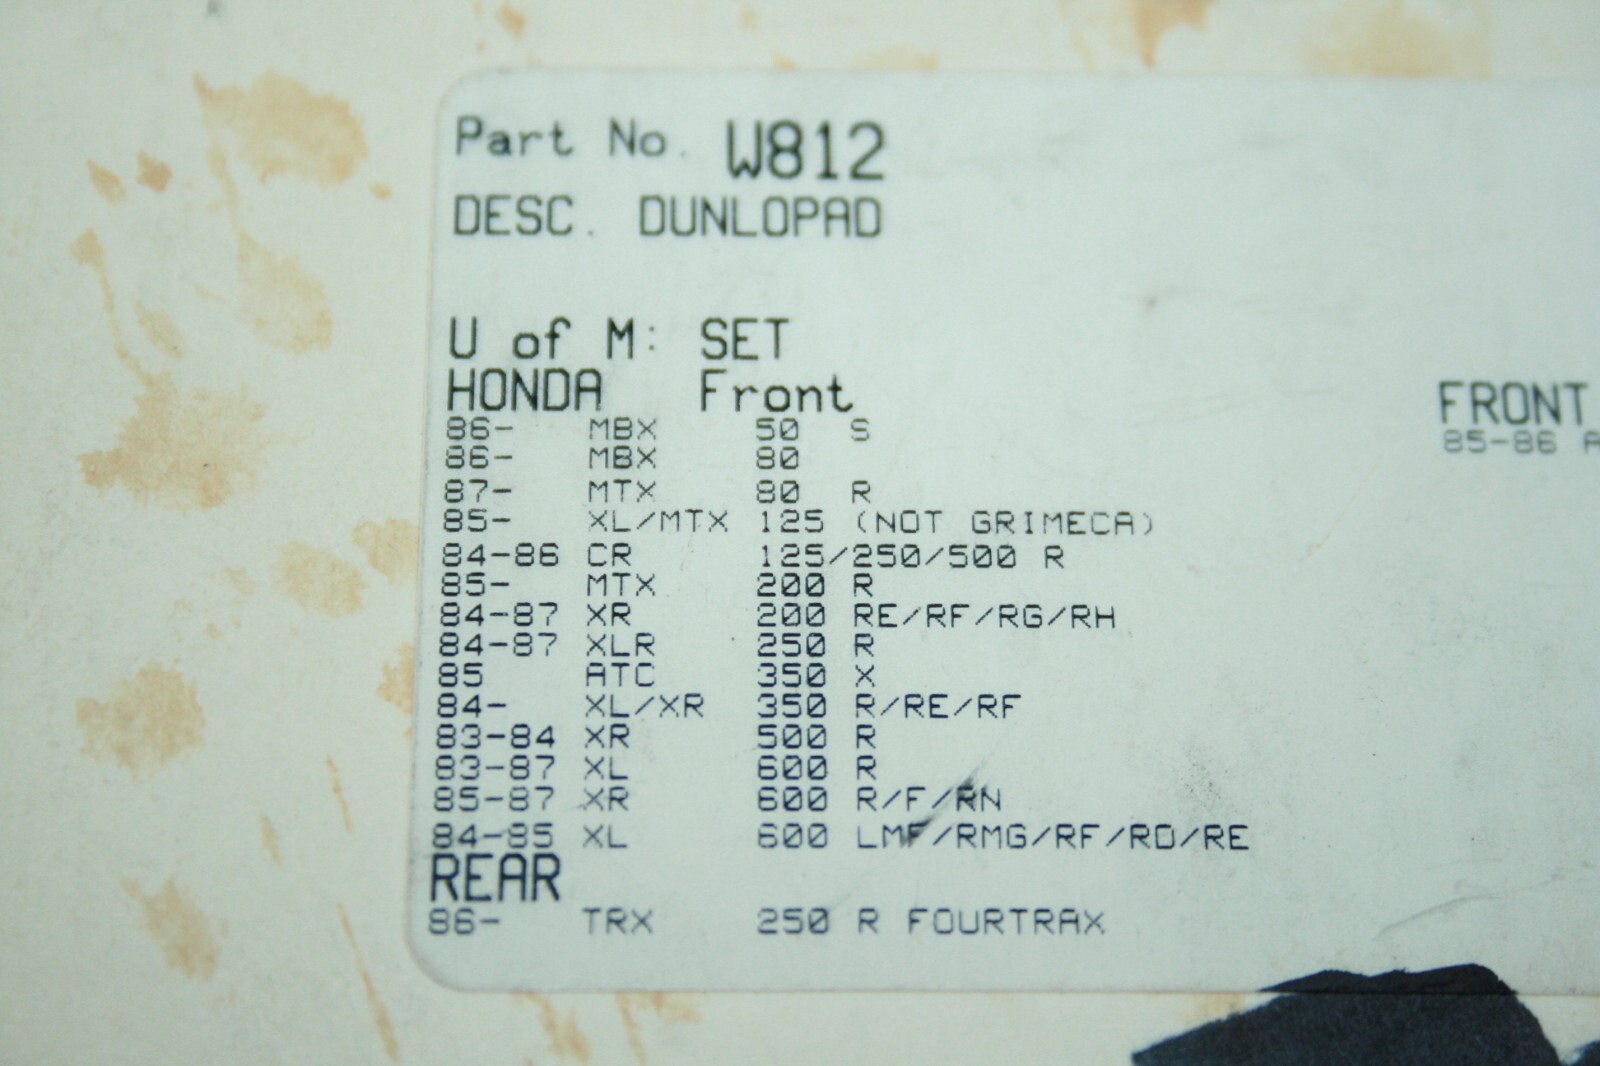 Part No. W812
DESC. DUNLOPAD
U of M: SET
HONDA Front
86- MBX 50 S
86- MBX 80
87- MTX 80 R
85- XL/MTX 125 (NOT GRIMECA)
84-86 CR 125/250/500 R
85- MTX 200 R
84-87 XR 200 RE/RF/RG/RH
84-87 XLR 250 R
85 ATC 350 X
84- XL/XR 350 R/RE/RF
83-84 XR 500 R
83-87 XL 600 R
85-87 XR 600 R/F/RN
84-85 XL 600 LMF/RMG/RF/RD/RE
REAR
86- TRX 250 R FOURTRAX
FRONT
85-86